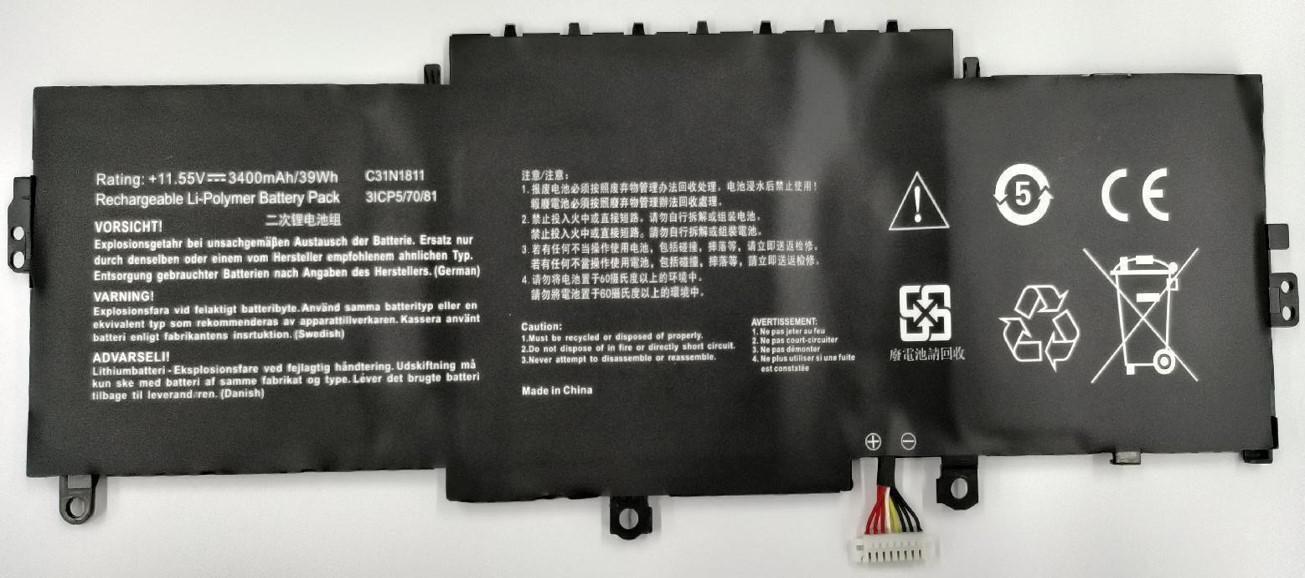 Rating: +11.55V⎓3400mAh/39Wh C31N1811
Rechargeable Li-Polymer Battery Pack 3ICP5/70/81
二次锂电池组
VORSICHT!
Explosionsgetahr bei unsachgemäβen Austausch der Batterie. Ersatz nur
durch denselben oder einem vom Hersteller empfohlenem ahnlichen Typ.
Entsorgung gebrauchter Batterien nach Angaben des Herstellers. (German)
VARNING!
Explosionsfara vid felaktigt batteribyte. Använd samma batterityp eller en
ekvivalent typ som rekommenderas av apparattillverkaren. Kassera använt
batteri enligt fabrikantens insrtuktion. (Swedish)
ADVARSELI!
Lithiumbatteri - Eksplosionsfare ved fejlagtig håndtering. Udskiftning må
kun ske med batteri af samme fabrikat og type. Léver det brugte batteri
tilbage til leverandren. (Danish)
注意/注意:
1. 报废电池必须按照废弃物管理办法回收处理, 电池浸水后禁止使用!
報廢電池必須按照廢弃物管理辦法回收處理.
2. 禁止投入火中或直接短路, 请勿自行拆解或组装电池.
禁止投入火中或直接短路, 請勿自行拆解或組裝電池.
3. 若有任何不当操作使用电池, 包括碰撞, 摔落等, 请立即送返检修.
若有任何不當操作使用電池, 包括碰撞, 摔落等, 請立即送返檢修.
4. 请勿将电池置于60摄氏度以上的环境中.
請勿將電池置于60攝氏度以上的環境中.
Caution:
1.Must be recycled or disposed of properly.
2.Do not dispose of in fire or directly short circuit.
3.Never attempt to disassemble or reassemble.
Made in China
AVERTISSEMENT:
1. Ne pas jeter au feu
2. Ne pas court-circuiter
3. Ne pas démonter
4. Ne plus utiliser si une fuite
est constatée
!
廢電池請回收
5
CE
⊕ ⊖